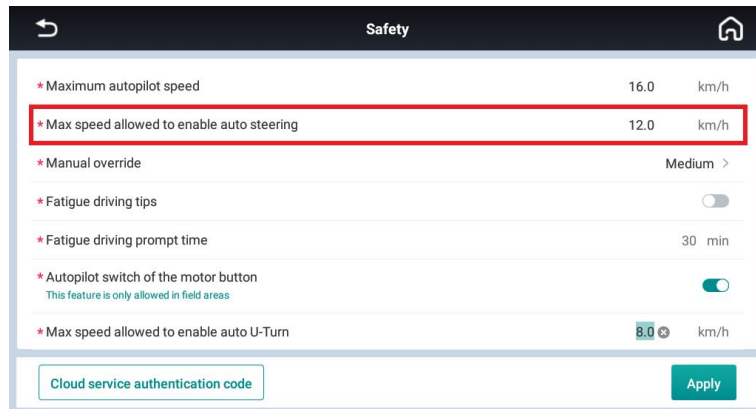 Safety
* Maximum autopilot speed 16.0 km/h
* Max speed allowed to enable auto steering 12.0 km/h
* Manual override Medium >
* Fatigue driving tips
* Fatigue driving prompt time 30 min
* Autopilot switch of the motor button
This feature is only allowed in field areas
* Max speed allowed to enable auto U-Turn 8.0 km/h
Cloud service authentication code Apply